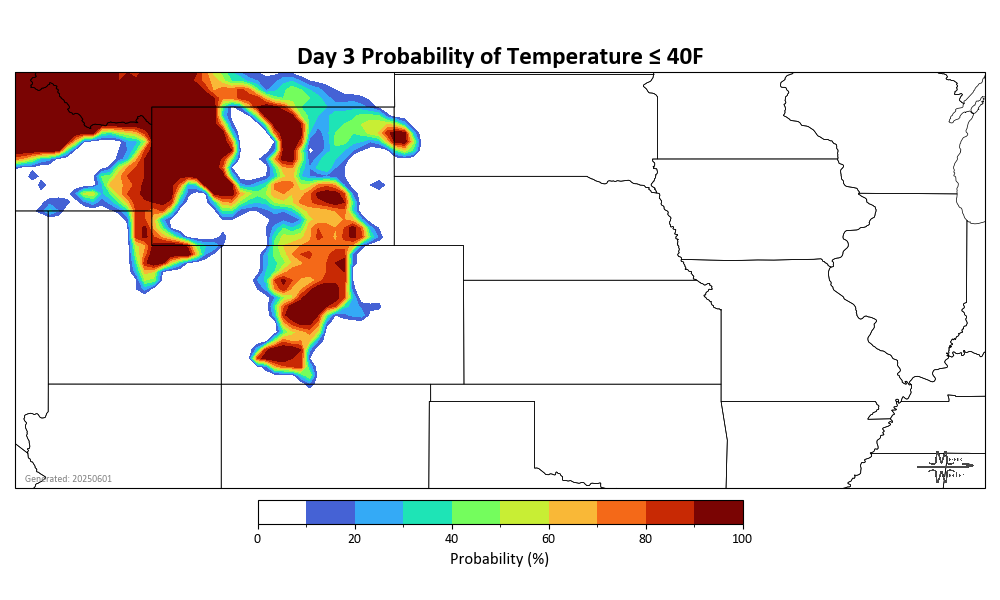 Day 3 Probability of Temperature ≤ 40F
Generated: 20250601
0 20 40 60 80 100
Probability (%)